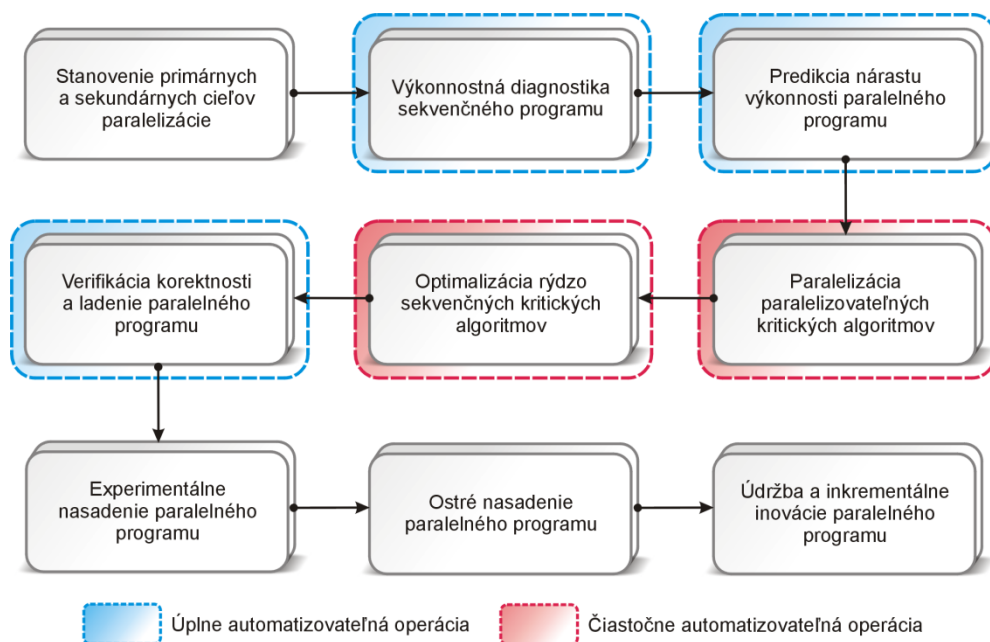 Stanovenie primárnych
a sekundárnych cieľov
paralelizácie
Výkonnostná diagnostika
sekvenčného programu
Predikcia nárastu
výkonnosti paralelného
programu
Verifikácia korektnosti
a ladenie paralelného
programu
Optimalizácia rýdzo
sekvenčných kritických
algoritmov
Paralelizácia
paralelizovateľných
kritických algoritmov
Experimentálne
nasadenie paralelného
programu
Ostré nasadenie
paralelného programu
Údržba a inkrementálne
inovácie paralelného
programu
Úplne automatizovateľná operácia
Čiastočne automatizovateľná operácia